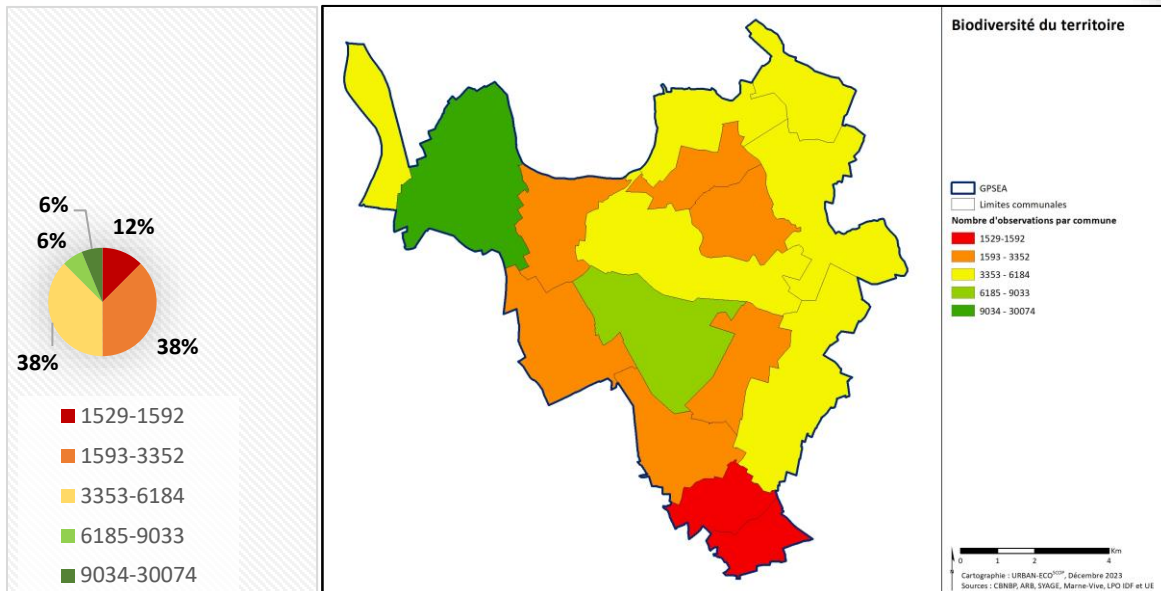 6%
6%
12%
38%
38%
1529-1592
1593-3352
3353-6184
6185-9033
9034-30074
Biodiversité du territoire
GPSEA
Limites communales
Nombre d'observations par commune
1529-1592
1593 - 3352
3353 - 6184
6185 - 9033
9034 - 30074
Km
0 1 2 4
N
Cartographie : URBAN-ECO, Décembre 2023
Sources : CBNBP, ARB, SYAGE, Marne-Vive, LPO IDF et UE